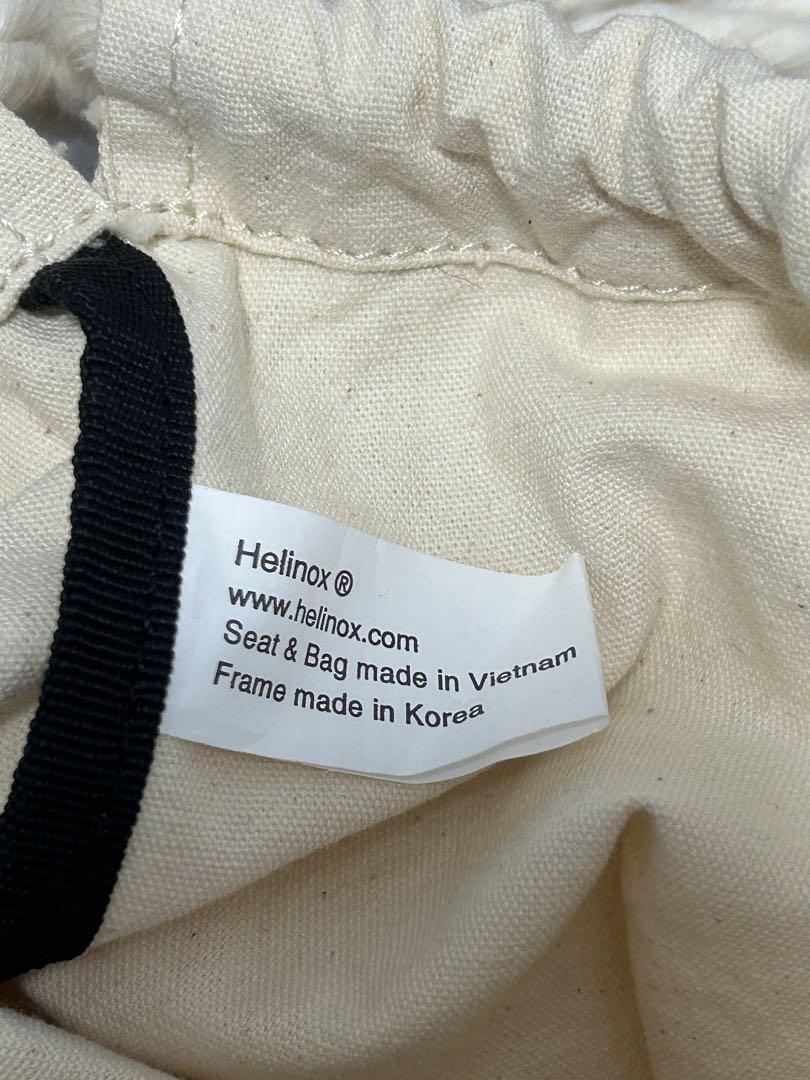 Helinox®
www.helinox.com
Seat & Bag made in Vietnam
Frame made in Korea